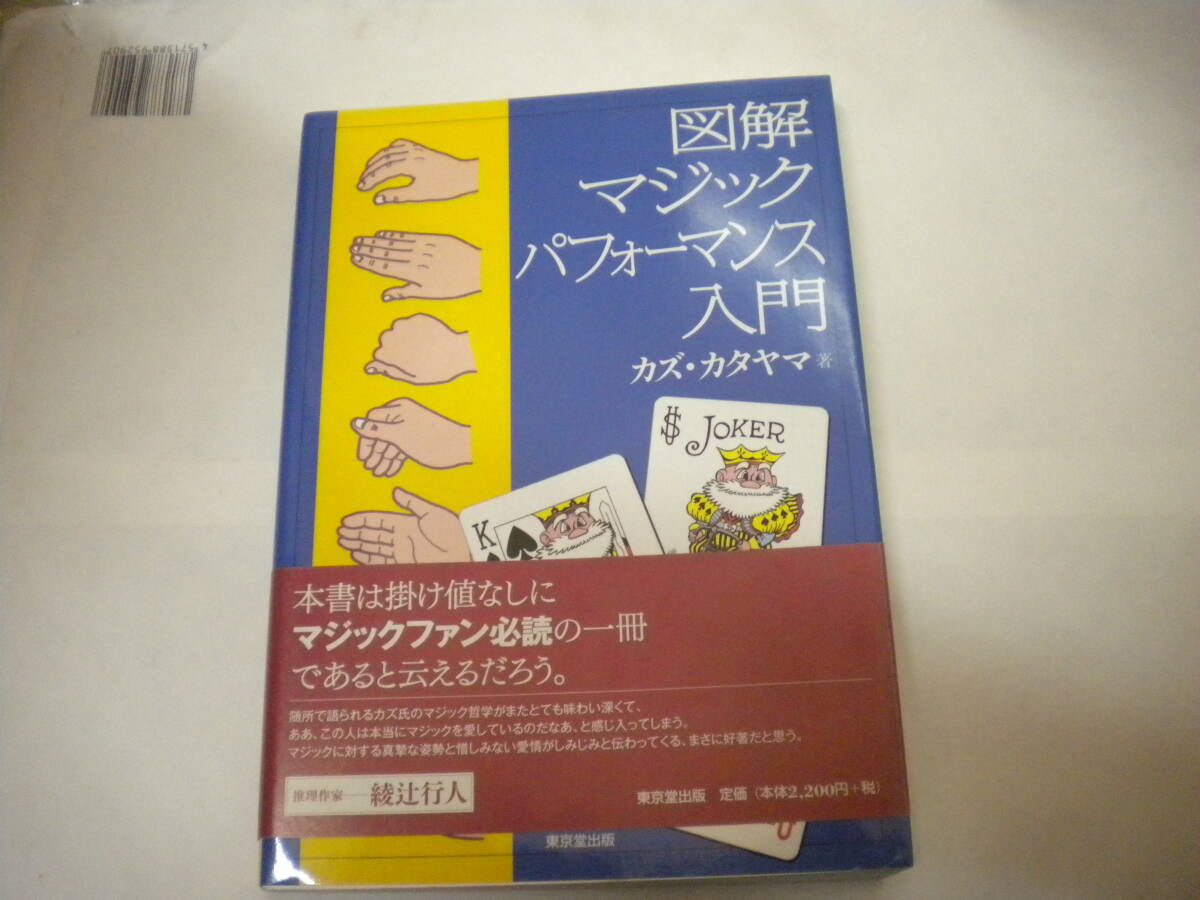 図解
マジック
パフォーマンス
入門
カズ・カタヤマ 著
JOKER
K
本書は掛け値なしに
マジックファン必読の一冊
であると云えるだろう。
随所で語られるカズ氏のマジック哲学がまたとても味わい深くて、
ああ、この人は本当にマジックを愛しているのだなあ、と感じ入ってしまう。
マジックに対する真摯な姿勢と惜しみない愛情がしみじみと伝わってくる、まさに好著だと思う。
推理作家 綾辻行人
東京堂出版 定価（本体2,200円+税）
東京堂出版